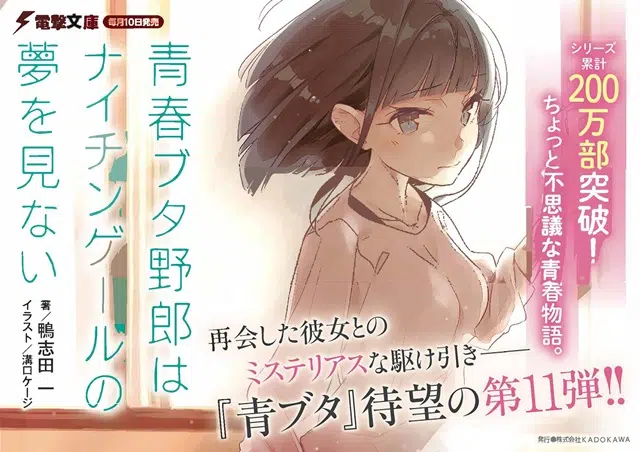 電撃文庫 毎月10日発売
シリーズ
累計
200万部突破!
ちょっと不思議な青春物語。
青春ブタ野郎は
ナイチンゲールの
夢を見ない
著/鴨志田 一
イラスト/溝口ケージ
再会した彼女との
ミステリアスな駆け引き――
『青ブタ』待望の第11弾!!
発行●株式会社KADOKAWA